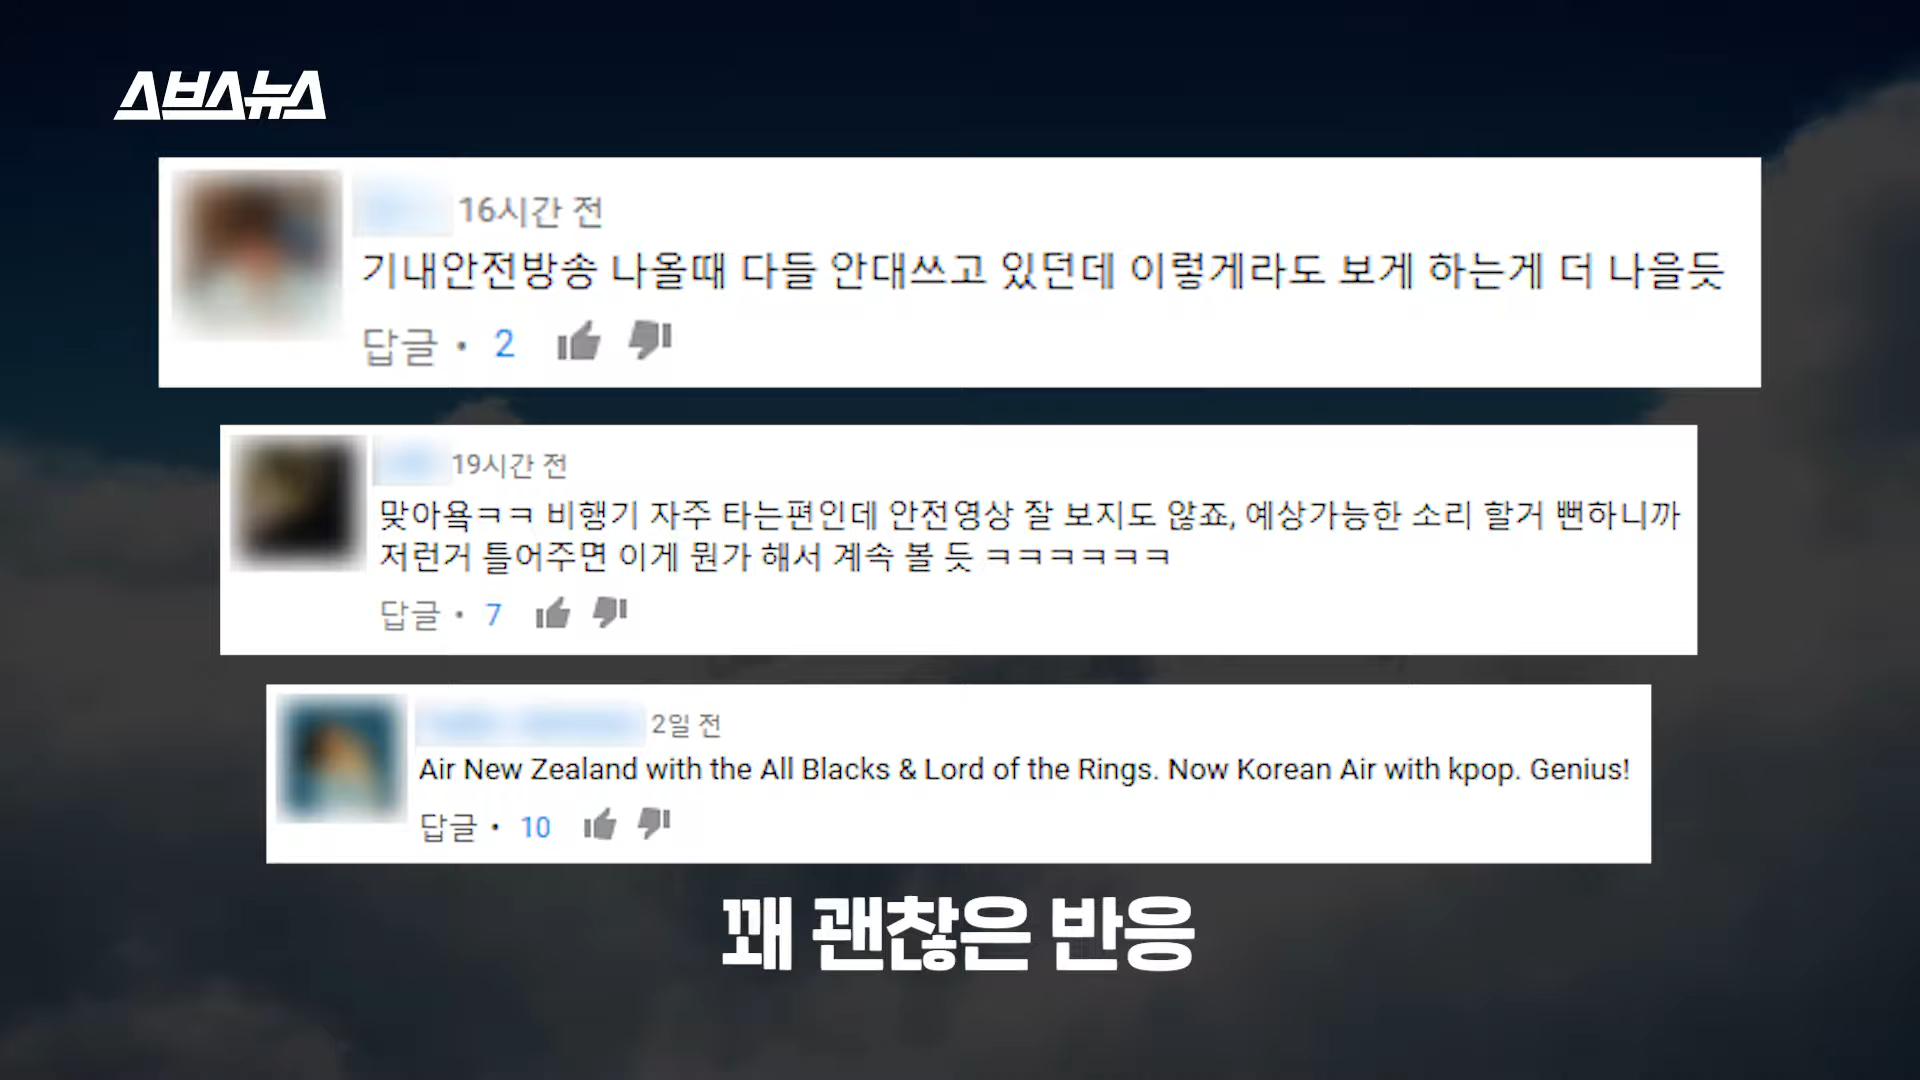 스브스뉴스
16시간 전
기내안전방송 나올때 다들 안대쓰고 있던데 이렇게라도 보게 하는게 더 나을듯
답글 • 2
19시간 전
맞아욬ㅋㅋ 비행기 자주 타는편인데 안전영상 잘 보지도 않죠, 예상가능한 소리 할거 뻔하니까
저런거 틀어주면 이게 뭔가 해서 계속 볼 듯 ㅋㅋㅋㅋㅋㅋ
답글 • 7
2일 전
Air New Zealand with the All Blacks & Lord of the Rings. Now Korean Air with kpop. Genius!
답글 • 10
꽤 괜찮은 반응